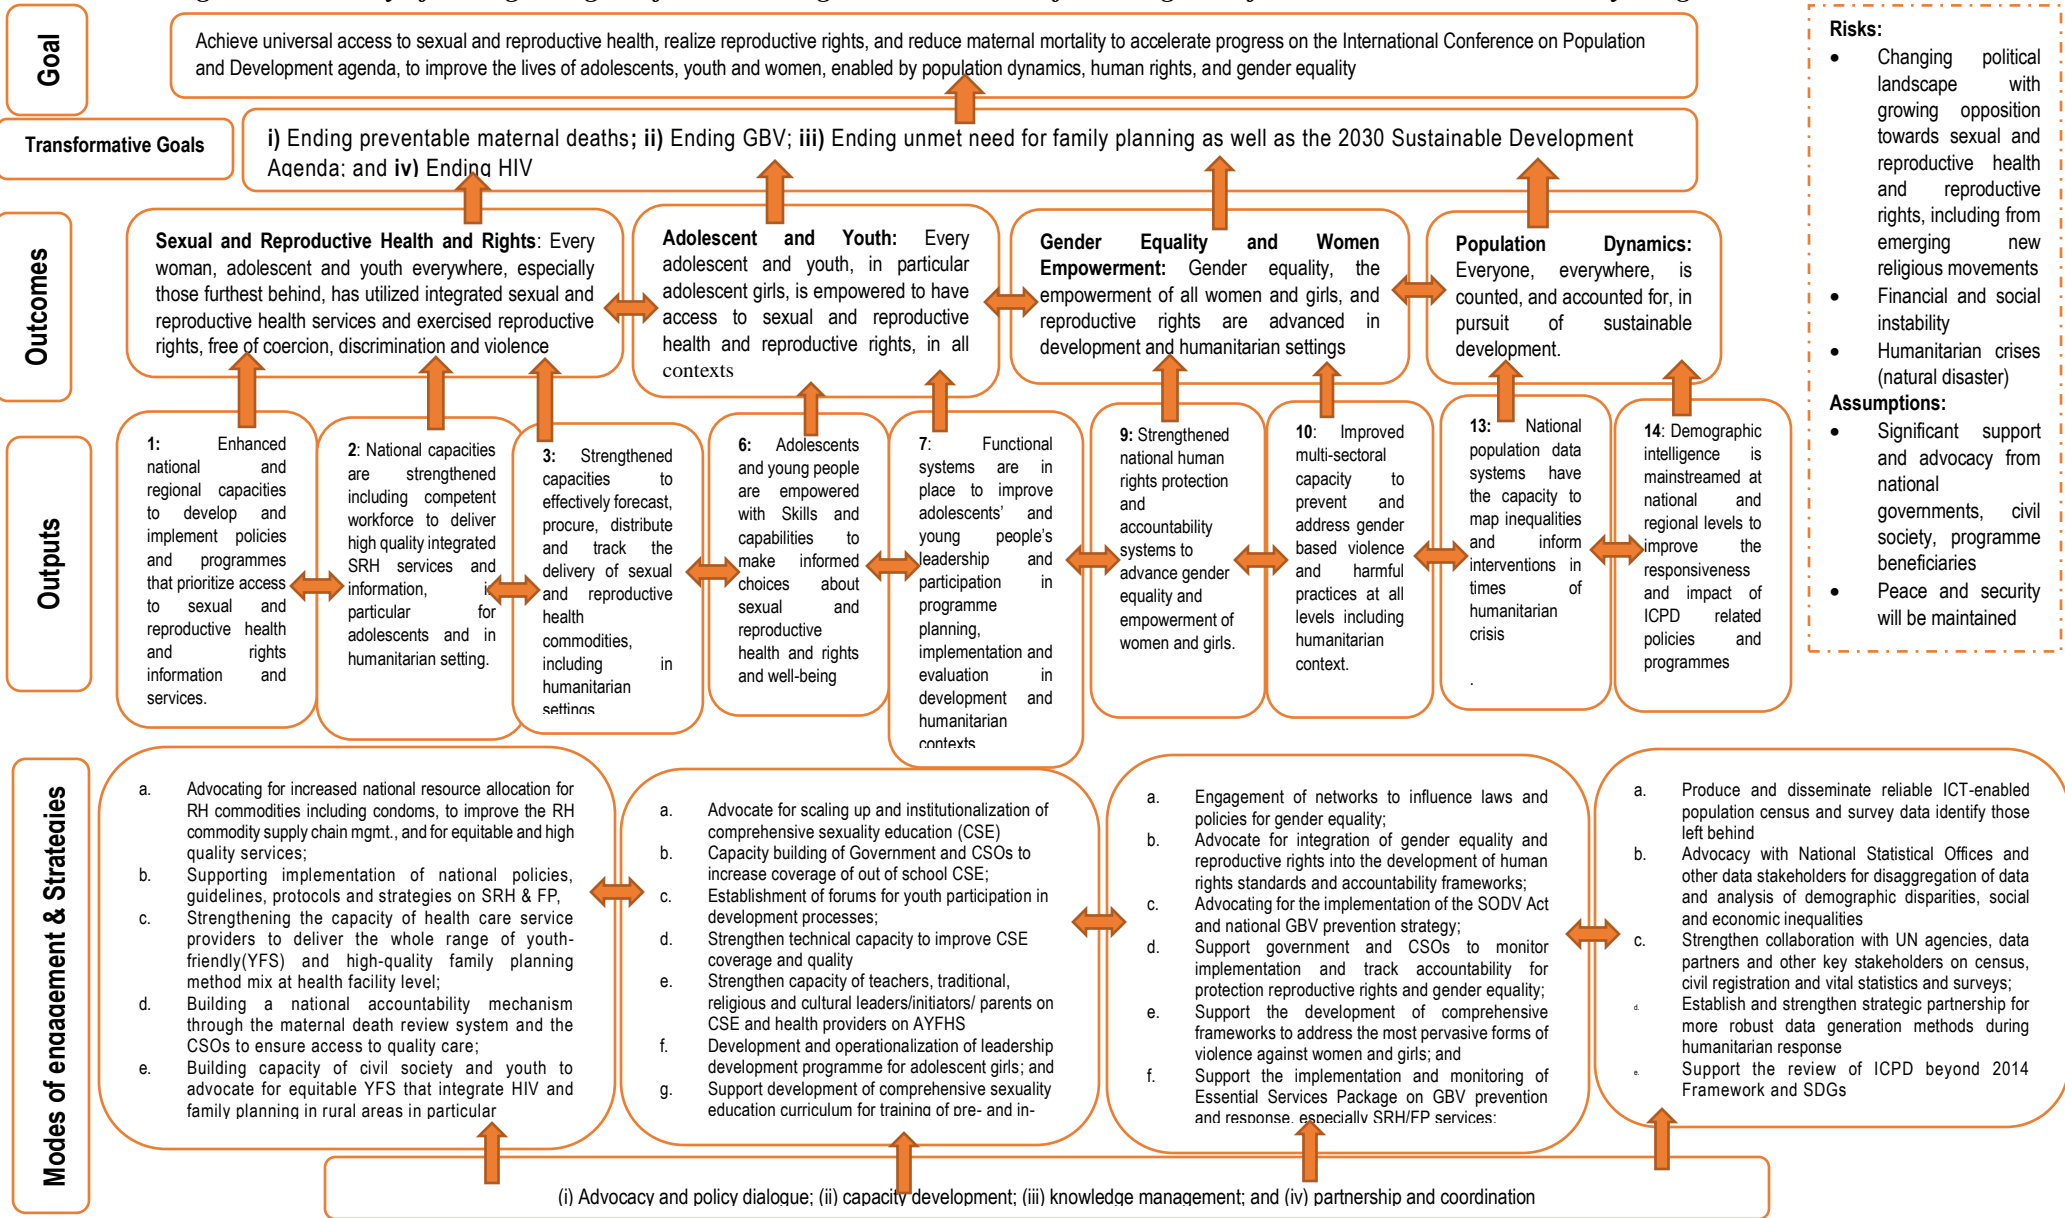 Goal
Achieve universal access to sexual and reproductive health, realize reproductive rights, and reduce maternal mortality to accelerate progress on the International Conference on Population
and Development agenda, to improve the lives of adolescents, youth and women, enabled by population dynamics, human rights, and gender equality
Transformative Goals
i) Ending preventable maternal deaths; ii) Ending GBV; iii) Ending unmet need for family planning as well as the 2030 Sustainable Development
Agenda; and iv) Ending HIV
Outcomes
Sexual and Reproductive Health and Rights: Every
woman, adolescent and youth everywhere, especially
those furthest behind, has utilized integrated sexual and
reproductive health services and exercised reproductive
rights, free of coercion, discrimination and violence
Adolescent and Youth: Every
adolescent and youth, in particular
adolescent girls, is empowered to have
access to sexual and reproductive
health and reproductive rights, in all
contexts
Gender Equality and Women
Empowerment: Gender equality, the
empowerment of all women and girls, and
reproductive rights are advanced in
development and humanitarian settings
Population Dynamics:
Everyone, everywhere, is
counted, and accounted for, in
pursuit of sustainable
development.
Outputs
1: Enhanced
national and
regional capacities
to develop and
implement policies
and programmes
that prioritize access
to sexual and
reproductive health
and rights
information and
services.
2: National capacities
are strengthened
including competent
workforce to deliver
high quality integrated
SRH services and
information, in
particular for
adolescents and in
humanitarian setting.
3: Strengthened
capacities to
effectively forecast,
procure, distribute
and track the
delivery of sexual
and reproductive
health
commodities,
including in
humanitarian
settings
6: Adolescents
and young people
are empowered
with Skills and
capabilities to
make informed
choices about
sexual and
reproductive
health and rights
and well-being
7: Functional
systems are in
place to improve
adolescents’ and
young people’s
leadership and
participation in
programme
planning,
implementation and
evaluation in
development and
humanitarian
contexts
9: Strengthened
national human
rights protection
and
accountability
systems to
advance gender
equality and
empowerment of
women and girls.
10: Improved
multi-sectoral
capacity to
prevent and
address gender
based violence
and harmful
practices at all
levels including
humanitarian
context.
13: National
population data
systems have
the capacity to
map inequalities
and inform
interventions in
times of
humanitarian
crisis
.
14: Demographic
intelligence is
mainstreamed at
national and
regional levels to
improve the
responsiveness
and impact of
ICPD related
policies and
programmes
Modes of engagement & Strategies
a. Advocating for increased national resource allocation for
RH commodities including condoms, to improve the RH
commodity supply chain mgmt., and for equitable and high
quality services;
b. Supporting implementation of national policies,
guidelines, protocols and strategies on SRH & FP,
c. Strengthening the capacity of health care service
providers to deliver the whole range of youth-
friendly(YFS) and high-quality family planning
method mix at health facility level;
d. Building a national accountability mechanism
through the maternal death review system and the
CSOs to ensure access to quality care;
e. Building capacity of civil society and youth to
advocate for equitable YFS that integrate HIV and
family planning in rural areas in particular
a. Advocate for scaling up and institutionalization of
comprehensive sexuality education (CSE)
b. Capacity building of Government and CSOs to
increase coverage of out of school CSE;
c. Establishment of forums for youth participation in
development processes;
d. Strengthen technical capacity to improve CSE
coverage and quality
e. Strengthen capacity of teachers, traditional,
religious and cultural leaders/initiators/ parents on
CSE and health providers on AYFHS
f. Development and operationalization of leadership
development programme for adolescent girls; and
g. Support development of comprehensive sexuality
education curriculum for training of pre- and in-
a. Engagement of networks to influence laws and
policies for gender equality;
b. Advocate for integration of gender equality and
reproductive rights into the development of human
rights standards and accountability frameworks;
c. Advocating for the implementation of the SODV Act
and national GBV prevention strategy;
d. Support government and CSOs to monitor
implementation and track accountability for
protection reproductive rights and gender equality;
e. Support the development of comprehensive
frameworks to address the most pervasive forms of
violence against women and girls; and
f. Support the implementation and monitoring of
Essential Services Package on GBV prevention
and response, especially SRH/FP services;
a. Produce and disseminate reliable ICT-enabled
population census and survey data identify those
left behind
b. Advocacy with National Statistical Offices and
other data stakeholders for disaggregation of data
and analysis of demographic disparities, social
and economic inequalities
c. Strengthen collaboration with UN agencies, data
partners and other key stakeholders on census,
civil registration and vital statistics and surveys;
d. Establish and strengthen strategic partnership for
more robust data generation methods during
humanitarian response
e. Support the review of ICPD beyond 2014
Framework and SDGs
(i) Advocacy and policy dialogue; (ii) capacity development; (iii) knowledge management; and (iv) partnership and coordination
Risks:
• Changing political
landscape with
growing opposition
towards sexual and
reproductive health
and reproductive
rights, including from
emerging new
religious movements
• Financial and social
instability
• Humanitarian crises
(natural disaster)
Assumptions:
• Significant support
and advocacy from
national
governments, civil
society, programme
beneficiaries
• Peace and security
will be maintained